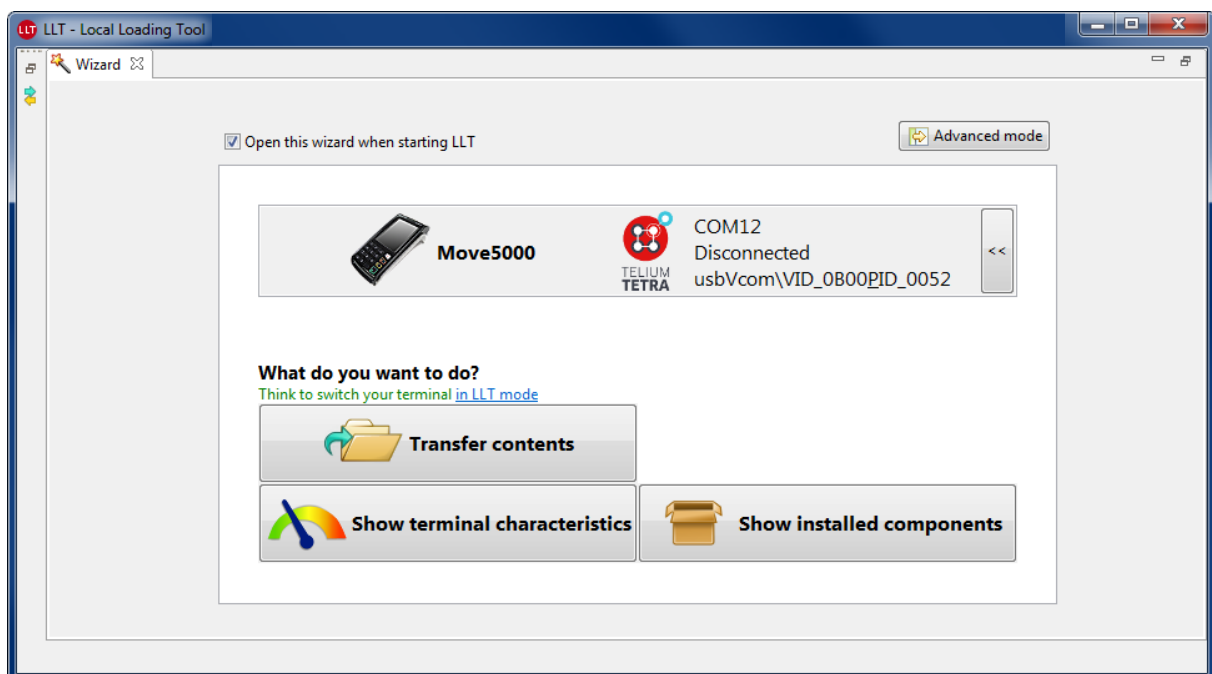 LLT LLT - Local Loading Tool
Wizard
Open this wizard when starting LLT
Advanced mode
Move5000
TELIUM
TETRA
COM12
Disconnected
usbVcom\VID_0B00PID_0052
<<
What do you want to do?
Think to switch your terminal in LLT mode
Transfer contents
Show terminal characteristics
Show installed components